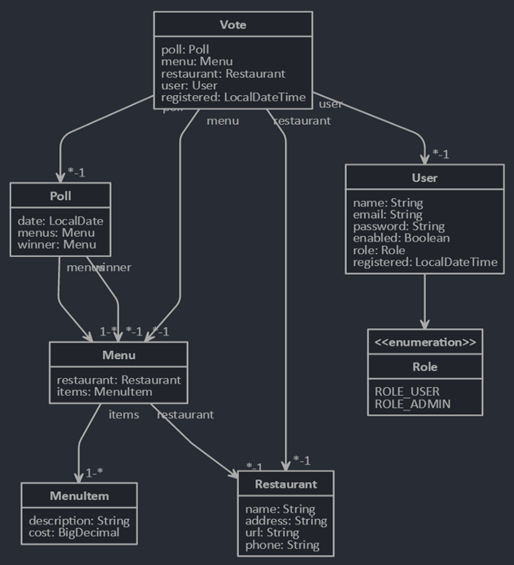 Vote
poll: Poll
menu: Menu
restaurant: Restaurant
user: User
registered: LocalDateTime
poll
menu
restaurant
user
*-1
*-1
Poll
date: LocalDate
menus: Menu
winner: Menu
User
name: String
email: String
password: String
enabled: Boolean
role: Role
registered: LocalDateTime
menus
winner
1-*
*-1
*-1
<<enumeration>>
Role
ROLE_USER
ROLE_ADMIN
Menu
restaurant: Restaurant
items: MenuItem
items
restaurant
1-*
*-1
*-1
MenuItem
description: String
cost: BigDecimal
Restaurant
name: String
address: String
url: String
phone: String